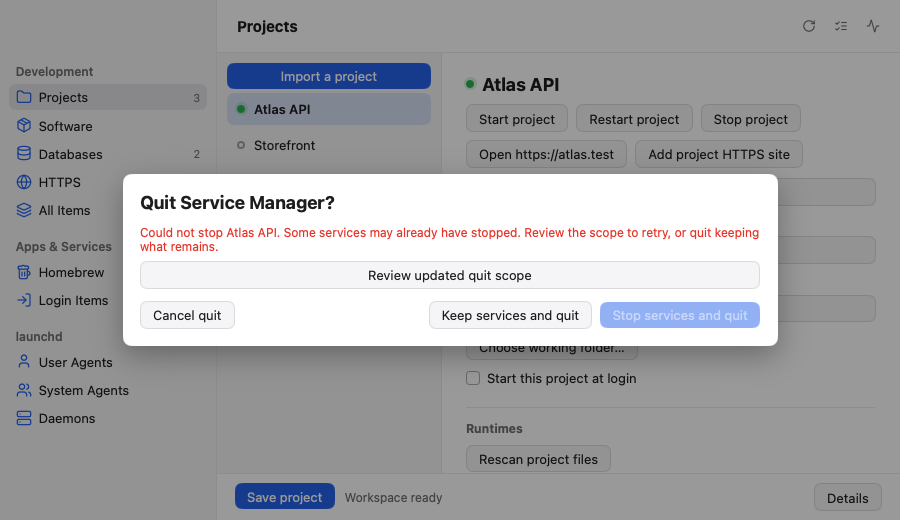 Projects
Development
Projects 3
Software
Databases 2
HTTPS
All Items
Apps & Services
Homebrew
Login Items
launchd
User Agents
System Agents
Daemons
Import a project
Atlas API
Storefront
Atlas API
Start project
Restart project
Stop project
Open https://atlas.test
Add project HTTPS site
Quit Service Manager?
Could not stop Atlas API. Some services may already have stopped. Review the scope to retry, or quit keeping
what remains.
Review updated quit scope
Cancel quit
Keep services and quit
Stop services and quit
Choose working folder...
Start this project at login
Runtimes
Rescan project files
Save project
Workspace ready
Details